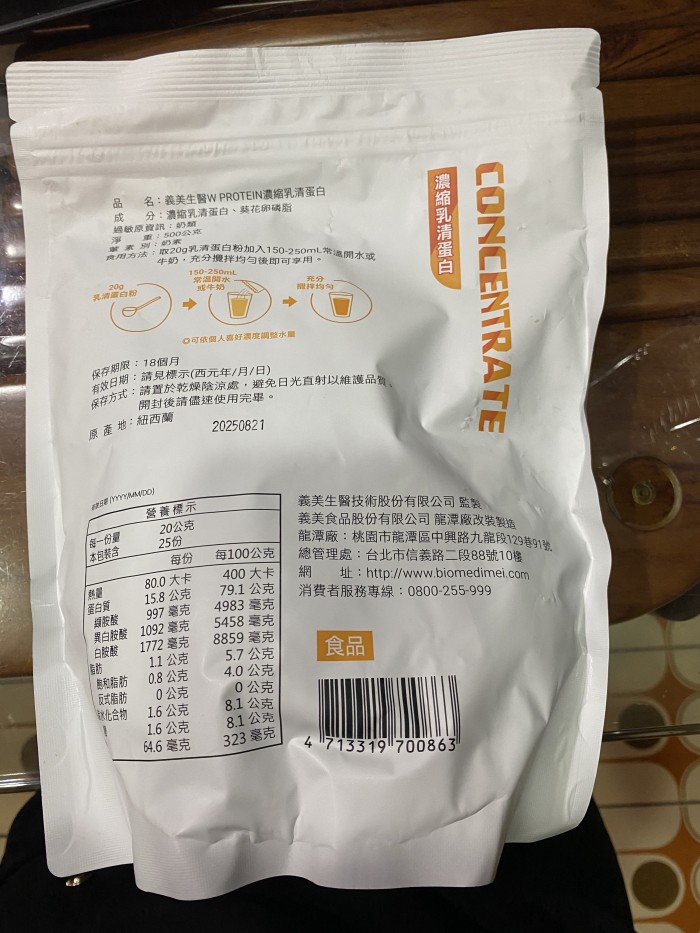 CONCENTRATE
濃縮乳清蛋白
品 名：義美生醫W PROTEIN濃縮乳清蛋白
成 分：濃縮乳清蛋白、葵花卵磷脂
過敏原資訊：奶類
淨 重：500公克
葷 素 別：奶素
食用方法：取20g乳清蛋白粉加入150-250mL常溫開水或
牛奶，充分攪拌均勻後即可享用。
20g
乳清蛋白粉
150-250mL
常溫開水
或牛奶
充分
攪拌均勻
◎可依個人喜好濃度調整水量
保存期限：18個月
有效日期：請見標示(西元年/月/日)
保存方式：請置於乾燥陰涼處，避免日光直射以維護品質。
開封後請儘速使用完畢。
原 產 地：紐西蘭
20250821
日期 (YYYY/MM/DD)
營養標示
每一份量 20公克
本包裝含 25份
每份 每100公克
熱量 80.0 大卡 400 大卡
蛋白質 15.8 公克 79.1 公克
纈胺酸 997 毫克 4983 毫克
異白胺酸 1092 毫克 5458 毫克
白胺酸 1772 毫克 8859 毫克
脂肪 1.1 公克 5.7 公克
飽和脂肪 0.8 公克 4.0 公克
反式脂肪 0 公克 0 公克
水化合物 1.6 公克 8.1 公克
1.6 公克 8.1 公克
64.6 毫克 323 毫克
義美生醫技術股份有限公司 監製
義美食品股份有限公司 龍潭廠改裝製造
龍潭廠：桃園市龍潭區中興路九龍段129巷91號
總管理處：台北市信義路二段88號10樓
網 址：http://www.biomedimei.com
消費者服務專線：0800-255-999
食品
4 713319 700863